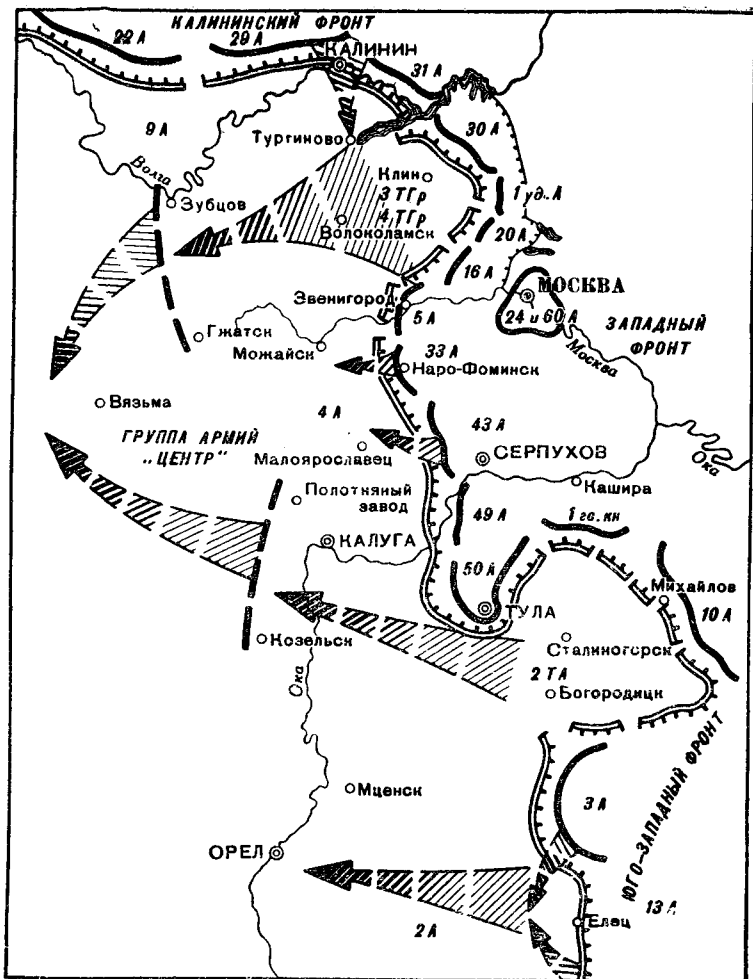 КАЛИНИНСКИЙ ФРОНТ
22 А
29 А
КАЛИНИН
31 А
9 А
Тургиново
30 А
Волга
Зубцов
Клин
3 ТГр
4 ТГр
Волоколамск
1 уд. А
20 А
16 А
МОСКВА
24 и 60 А
Звенигород
5 А
Москва
ЗАПАДНЫЙ
ФРОНТ
Гжатск
Можайск
33 А
Наро-Фоминск
Вязьма
4 А
43 А
ГРУППА АРМИЙ
„ЦЕНТР"
Малоярославец
СЕРПУХОВ
Ока
Кашира
Полотняный
завод
49 А
1 гв. кк
КАЛУГА
50 А
Михайлов
ТУЛА
10 А
Козельск
Сталиногорск
2 ТА
Ока
Богородицк
ЮГО-ЗАПАДНЫЙ ФРОНТ
Мценск
3 А
ОРЕЛ
2 А
Елец
13 А